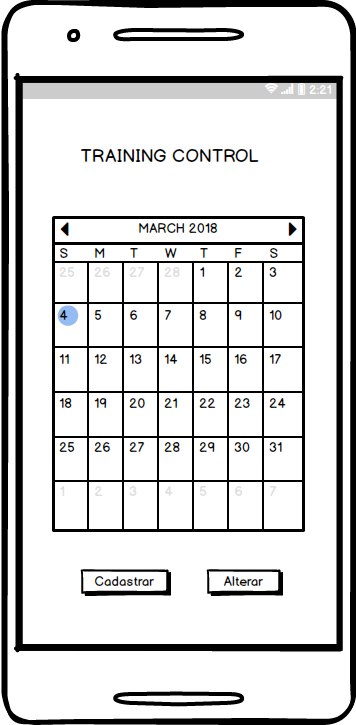 2:21
TRAINING CONTROL
MARCH 2018
S M T W T F S
25 26 27 28 1 2 3
4 5 6 7 8 9 10
11 12 13 14 15 16 17
18 19 20 21 22 23 24
25 26 27 28 29 30 31
1 2 3 4 5 6 7
Cadastrar Alterar